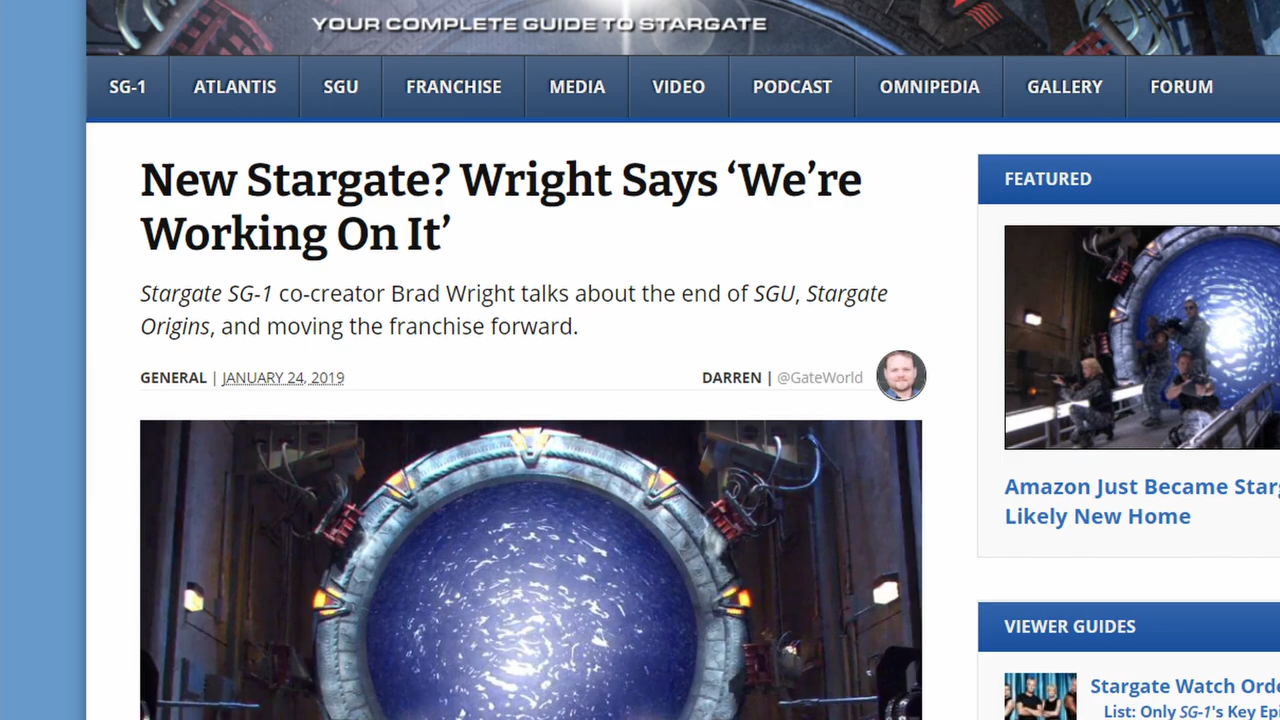 YOUR COMPLETE GUIDE TO STARGATE
SG-1 ATLANTIS SGU FRANCHISE MEDIA VIDEO PODCAST OMNIPEDIA GALLERY FORUM
New Stargate? Wright Says ‘We’re
Working On It’
Stargate SG-1 co-creator Brad Wright talks about the end of SGU, Stargate
Origins, and moving the franchise forward.
GENERAL | JANUARY 24, 2019
DARREN | @GateWorld
FEATURED
Amazon Just Became
Likely New Home
VIEWER GUIDES
Stargate Watch
List: Only SG-1's Key